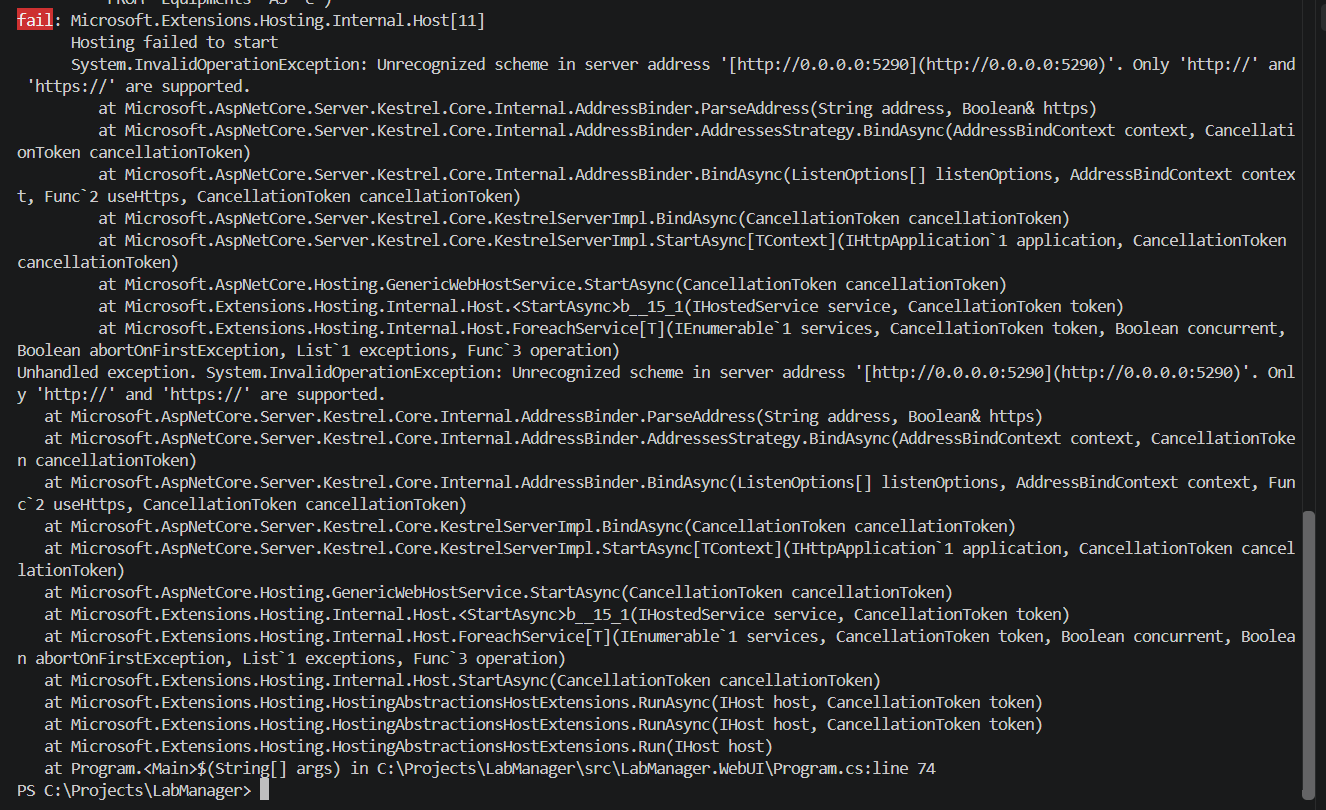 FROM "Equipments" AS "e")
fail: Microsoft.Extensions.Hosting.Internal.Host[11]
      Hosting failed to start
      System.InvalidOperationException: Unrecognized scheme in server address '[http://0.0.0.0:5290](http://0.0.0.0:5290)'. Only 'http://' and
 'https://' are supported.
         at Microsoft.AspNetCore.Server.Kestrel.Core.Internal.AddressBinder.ParseAddress(String address, Boolean& https)
         at Microsoft.AspNetCore.Server.Kestrel.Core.Internal.AddressBinder.AddressesStrategy.BindAsync(AddressBindContext context, Cancellati
onToken cancellationToken)
         at Microsoft.AspNetCore.Server.Kestrel.Core.Internal.AddressBinder.BindAsync(ListenOptions[] listenOptions, AddressBindContext contex
t, Func`2 useHttps, CancellationToken cancellationToken)
         at Microsoft.AspNetCore.Server.Kestrel.Core.KestrelServerImpl.BindAsync(CancellationToken cancellationToken)
         at Microsoft.AspNetCore.Server.Kestrel.Core.KestrelServerImpl.StartAsync[TContext](IHttpApplication`1 application, CancellationToken
cancellationToken)
         at Microsoft.AspNetCore.Hosting.GenericWebHostService.StartAsync(CancellationToken cancellationToken)
         at Microsoft.Extensions.Hosting.Internal.Host.<StartAsync>b__15_1(IHostedService service, CancellationToken token)
         at Microsoft.Extensions.Hosting.Internal.Host.ForeachService[T](IEnumerable`1 services, CancellationToken token, Boolean concurrent,
Boolean abortOnFirstException, List`1 exceptions, Func`3 operation)
Unhandled exception. System.InvalidOperationException: Unrecognized scheme in server address '[http://0.0.0.0:5290](http://0.0.0.0:5290)'. Onl
y 'http://' and 'https://' are supported.
   at Microsoft.AspNetCore.Server.Kestrel.Core.Internal.AddressBinder.ParseAddress(String address, Boolean& https)
   at Microsoft.AspNetCore.Server.Kestrel.Core.Internal.AddressBinder.AddressesStrategy.BindAsync(AddressBindContext context, CancellationToke
n cancellationToken)
   at Microsoft.AspNetCore.Server.Kestrel.Core.Internal.AddressBinder.BindAsync(ListenOptions[] listenOptions, AddressBindContext context, Fun
c`2 useHttps, CancellationToken cancellationToken)
   at Microsoft.AspNetCore.Server.Kestrel.Core.KestrelServerImpl.BindAsync(CancellationToken cancellationToken)
   at Microsoft.AspNetCore.Server.Kestrel.Core.KestrelServerImpl.StartAsync[TContext](IHttpApplication`1 application, CancellationToken cancel
lationToken)
   at Microsoft.AspNetCore.Hosting.GenericWebHostService.StartAsync(CancellationToken cancellationToken)
   at Microsoft.Extensions.Hosting.Internal.Host.<StartAsync>b__15_1(IHostedService service, CancellationToken token)
   at Microsoft.Extensions.Hosting.Internal.Host.ForeachService[T](IEnumerable`1 services, CancellationToken token, Boolean concurrent, Boolea
n abortOnFirstException, List`1 exceptions, Func`3 operation)
   at Microsoft.Extensions.Hosting.Internal.Host.StartAsync(CancellationToken cancellationToken)
   at Microsoft.Extensions.Hosting.HostingAbstractionsHostExtensions.RunAsync(IHost host, CancellationToken token)
   at Microsoft.Extensions.Hosting.HostingAbstractionsHostExtensions.RunAsync(IHost host, CancellationToken token)
   at Microsoft.Extensions.Hosting.HostingAbstractionsHostExtensions.Run(IHost host)
   at Program.<Main>$(String[] args) in C:\Projects\LabManager\src\LabManager.WebUI\Program.cs:line 74
PS C:\Projects\LabManager>